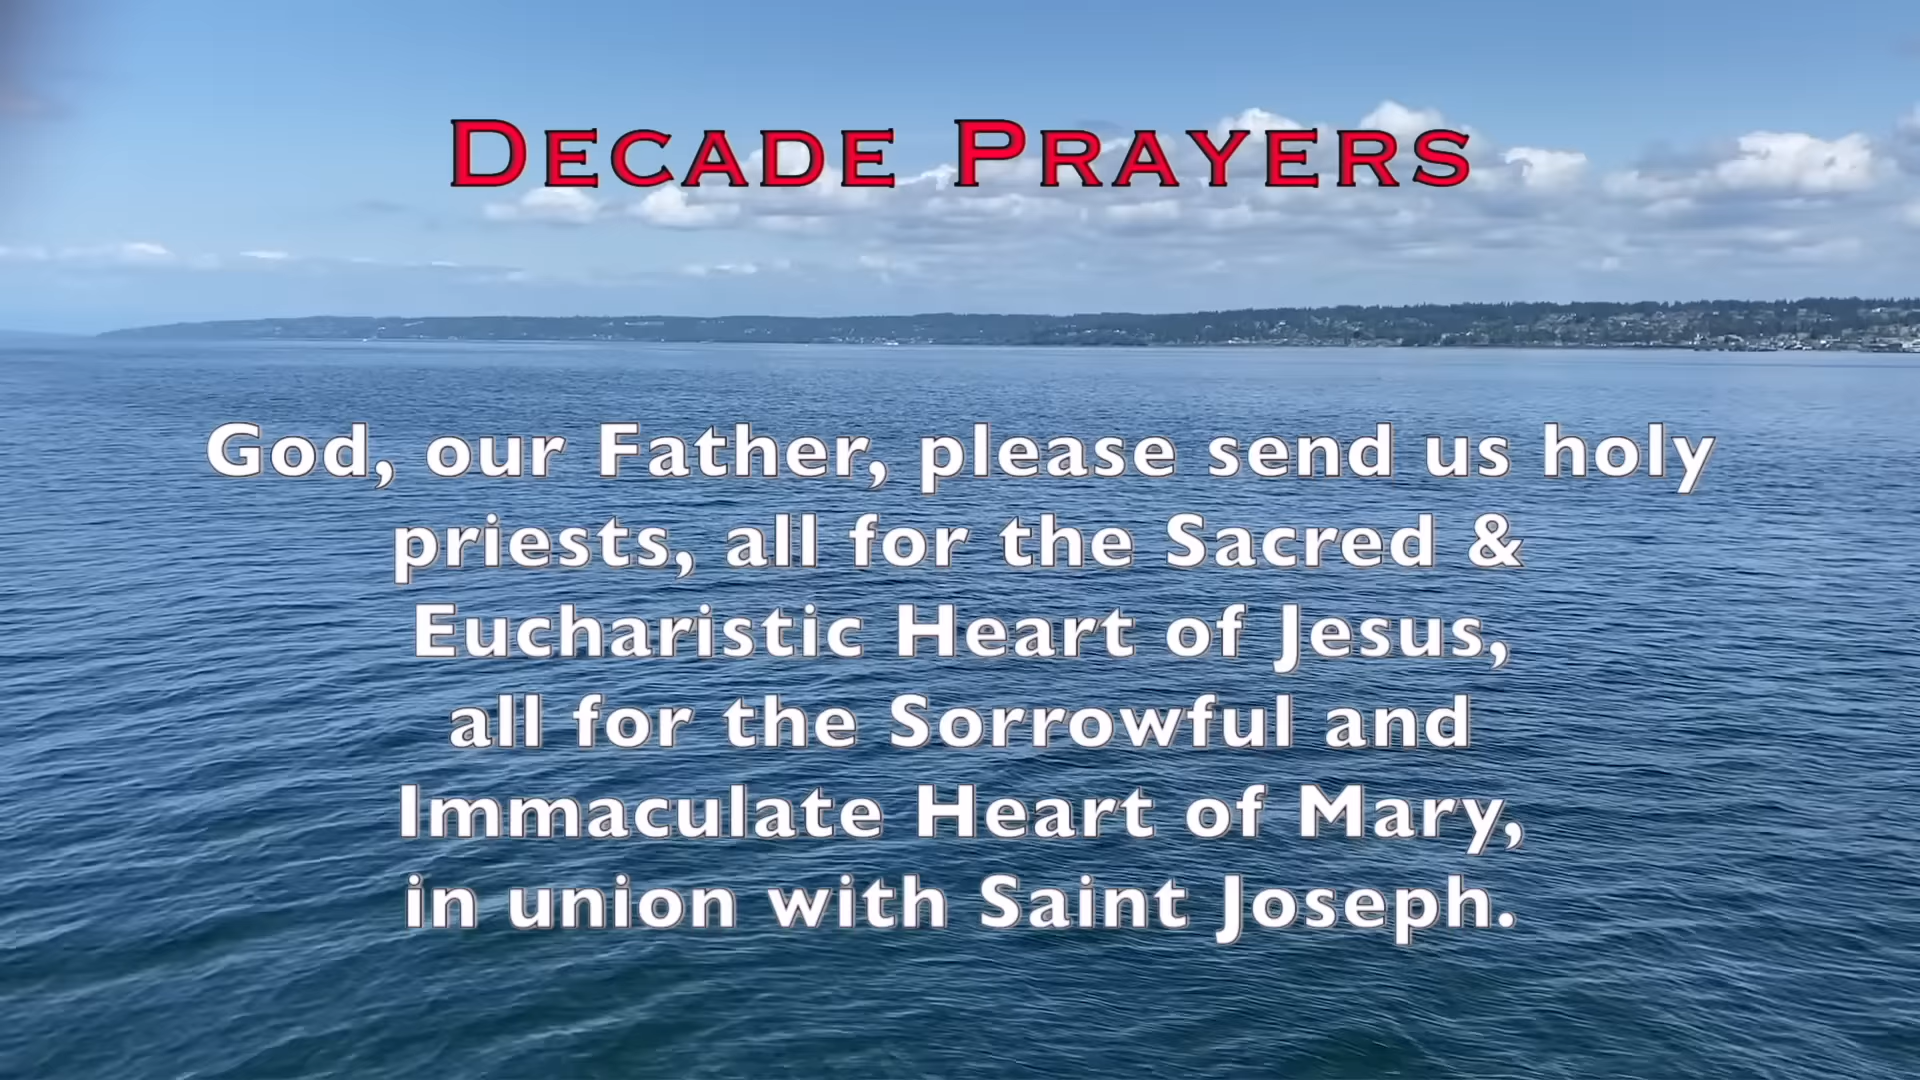 DECADE PRAYERS
God, our Father, please send us holy
priests, all for the Sacred &
Eucharistic Heart of Jesus,
all for the Sorrowful and
Immaculate Heart of Mary,
in union with Saint Joseph.